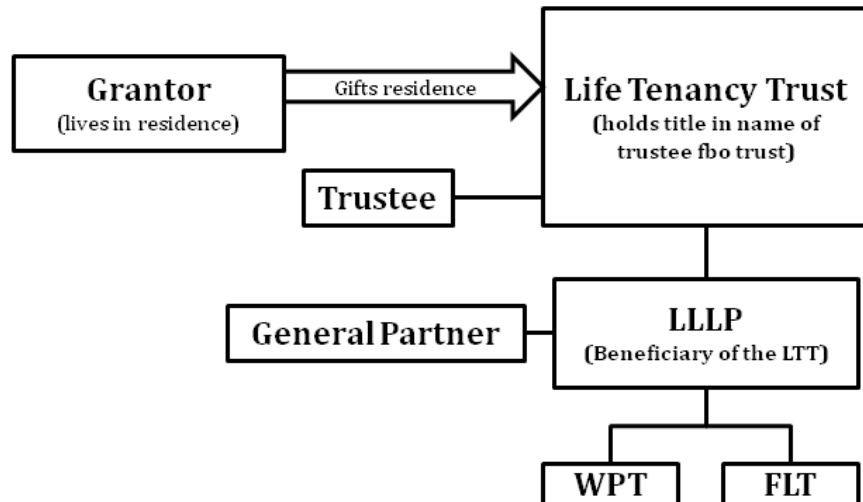 Grantor
(lives in residence)
Gifts residence
Life Tenancy Trust
(holds title in name of
trustee fbo trust)
Trustee
General Partner
LLLP
(Beneficiary of the LTT)
WPT
FLT